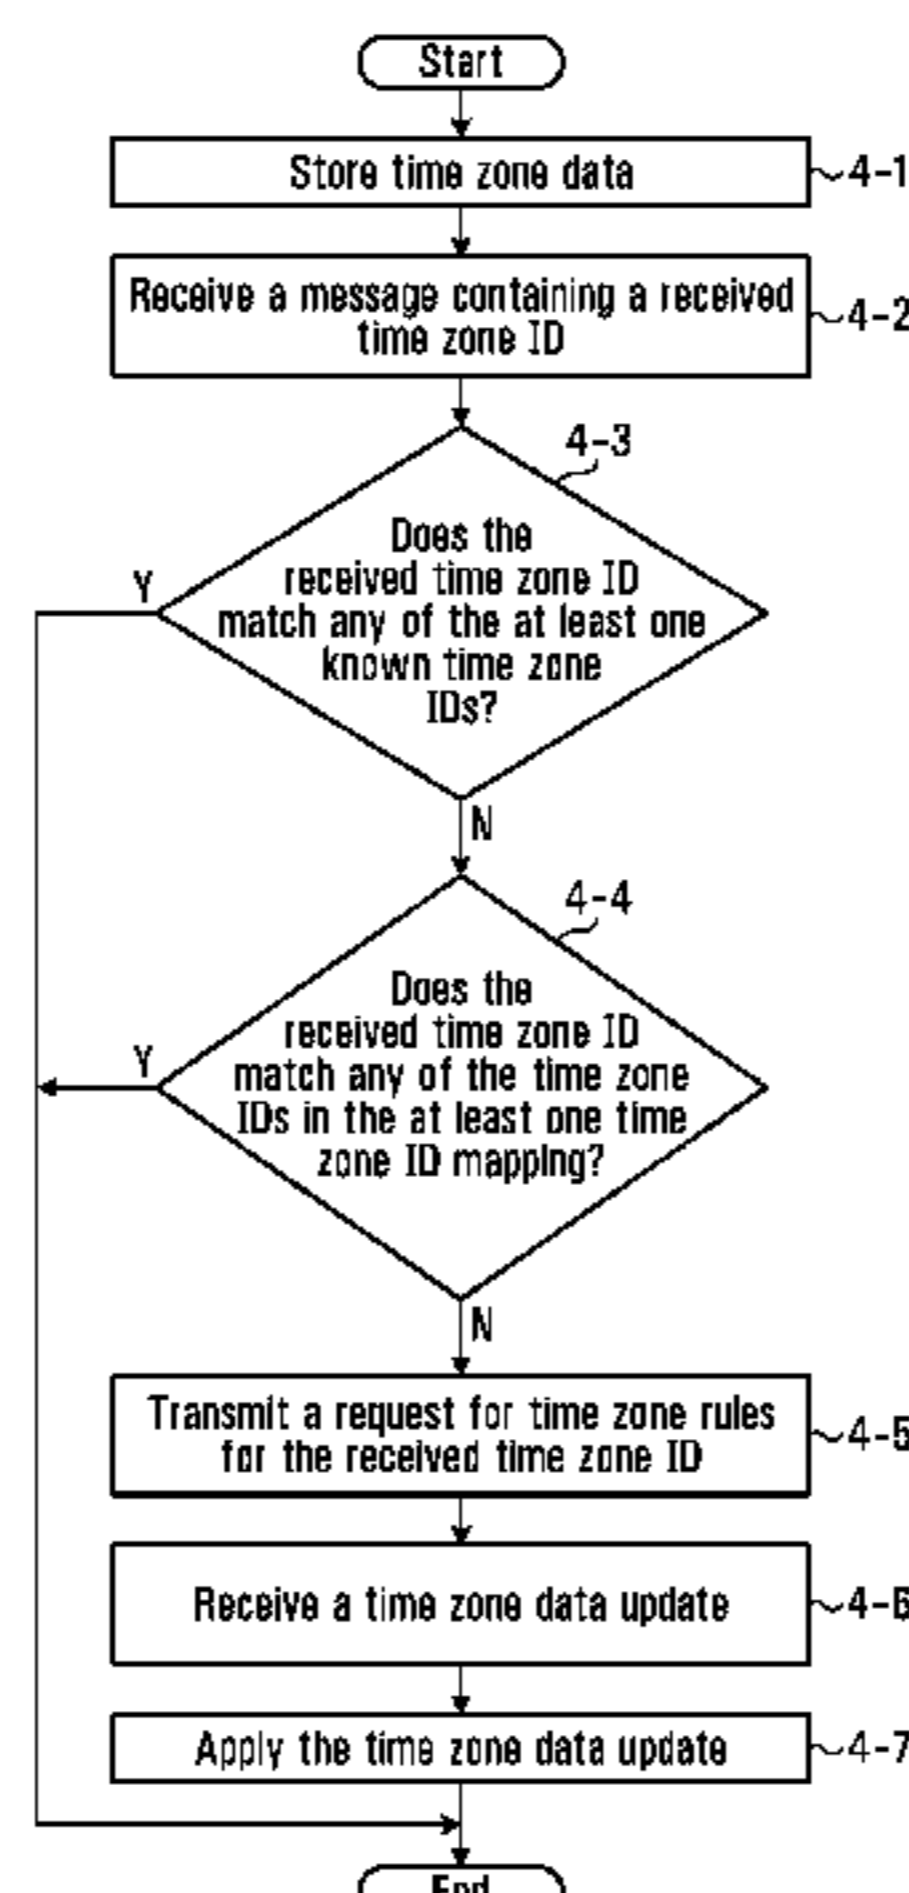 Start
Store time zone data
4-1
Receive a message containing a received
time zone ID
4-2
4-3
Does the
received time zone ID
match any of the at least one
known time zone
IDs?
Y
N
4-4
Does the
received time zone ID
match any of the time zone
IDs in the at least one time
zone ID mapping?
Y
N
Transmit a request for time zone rules
for the received time zone ID
4-5
Receive a time zone data update
4-6
Apply the time zone data update
4-7
End